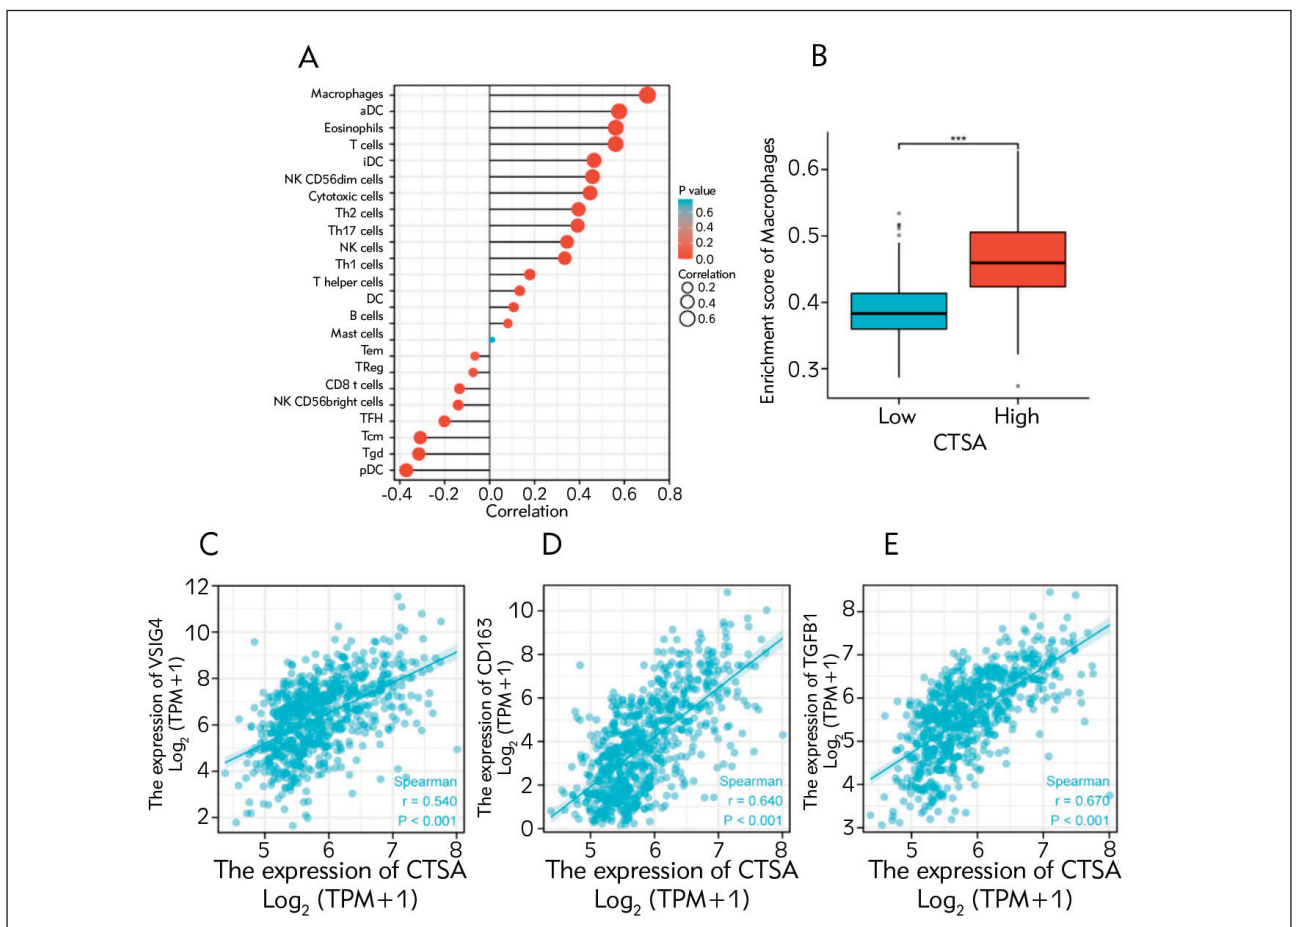 A
Macrophages
aDC
Eosinophils
T cells
iDC
NK CD56dim cells
Cytotoxic cells
Th2 cells
Th17 cells
NK cells
Th1 cells
T helper cells
DC
B cells
Mast cells
Tem
TReg
CD8 t cells
NK CD56bright cells
TFH
Tcm
Tgd
pDC
-0.4 -0.2 0.0 0.2 0.4 0.6 0.8
Correlation
P value
0.6
0.4
0.2
0.0
Correlation
0.2
0.4
0.6
B
Enrichment score of Macrophages
0.6
0.5
0.4
0.3
***
Low High
CTSA
C
The expression of VSIG4
Log2 (TPM+1)
12
10
8
6
4
2
Spearman
r = 0.540
P < 0.001
5 6 7 8
The expression of CTSA
Log2 (TPM+1)
D
The expression of CD163
Log2 (TPM+1)
10
8
6
4
2
0
Spearman
r = 0.640
P < 0.001
5 6 7 8
The expression of CTSA
Log2 (TPM+1)
E
The expression of TGFB1
Log2 (TPM+1)
8
7
6
5
4
3
Spearman
r = 0.670
P < 0.001
5 6 7 8
The expression of CTSA
Log2 (TPM+1)